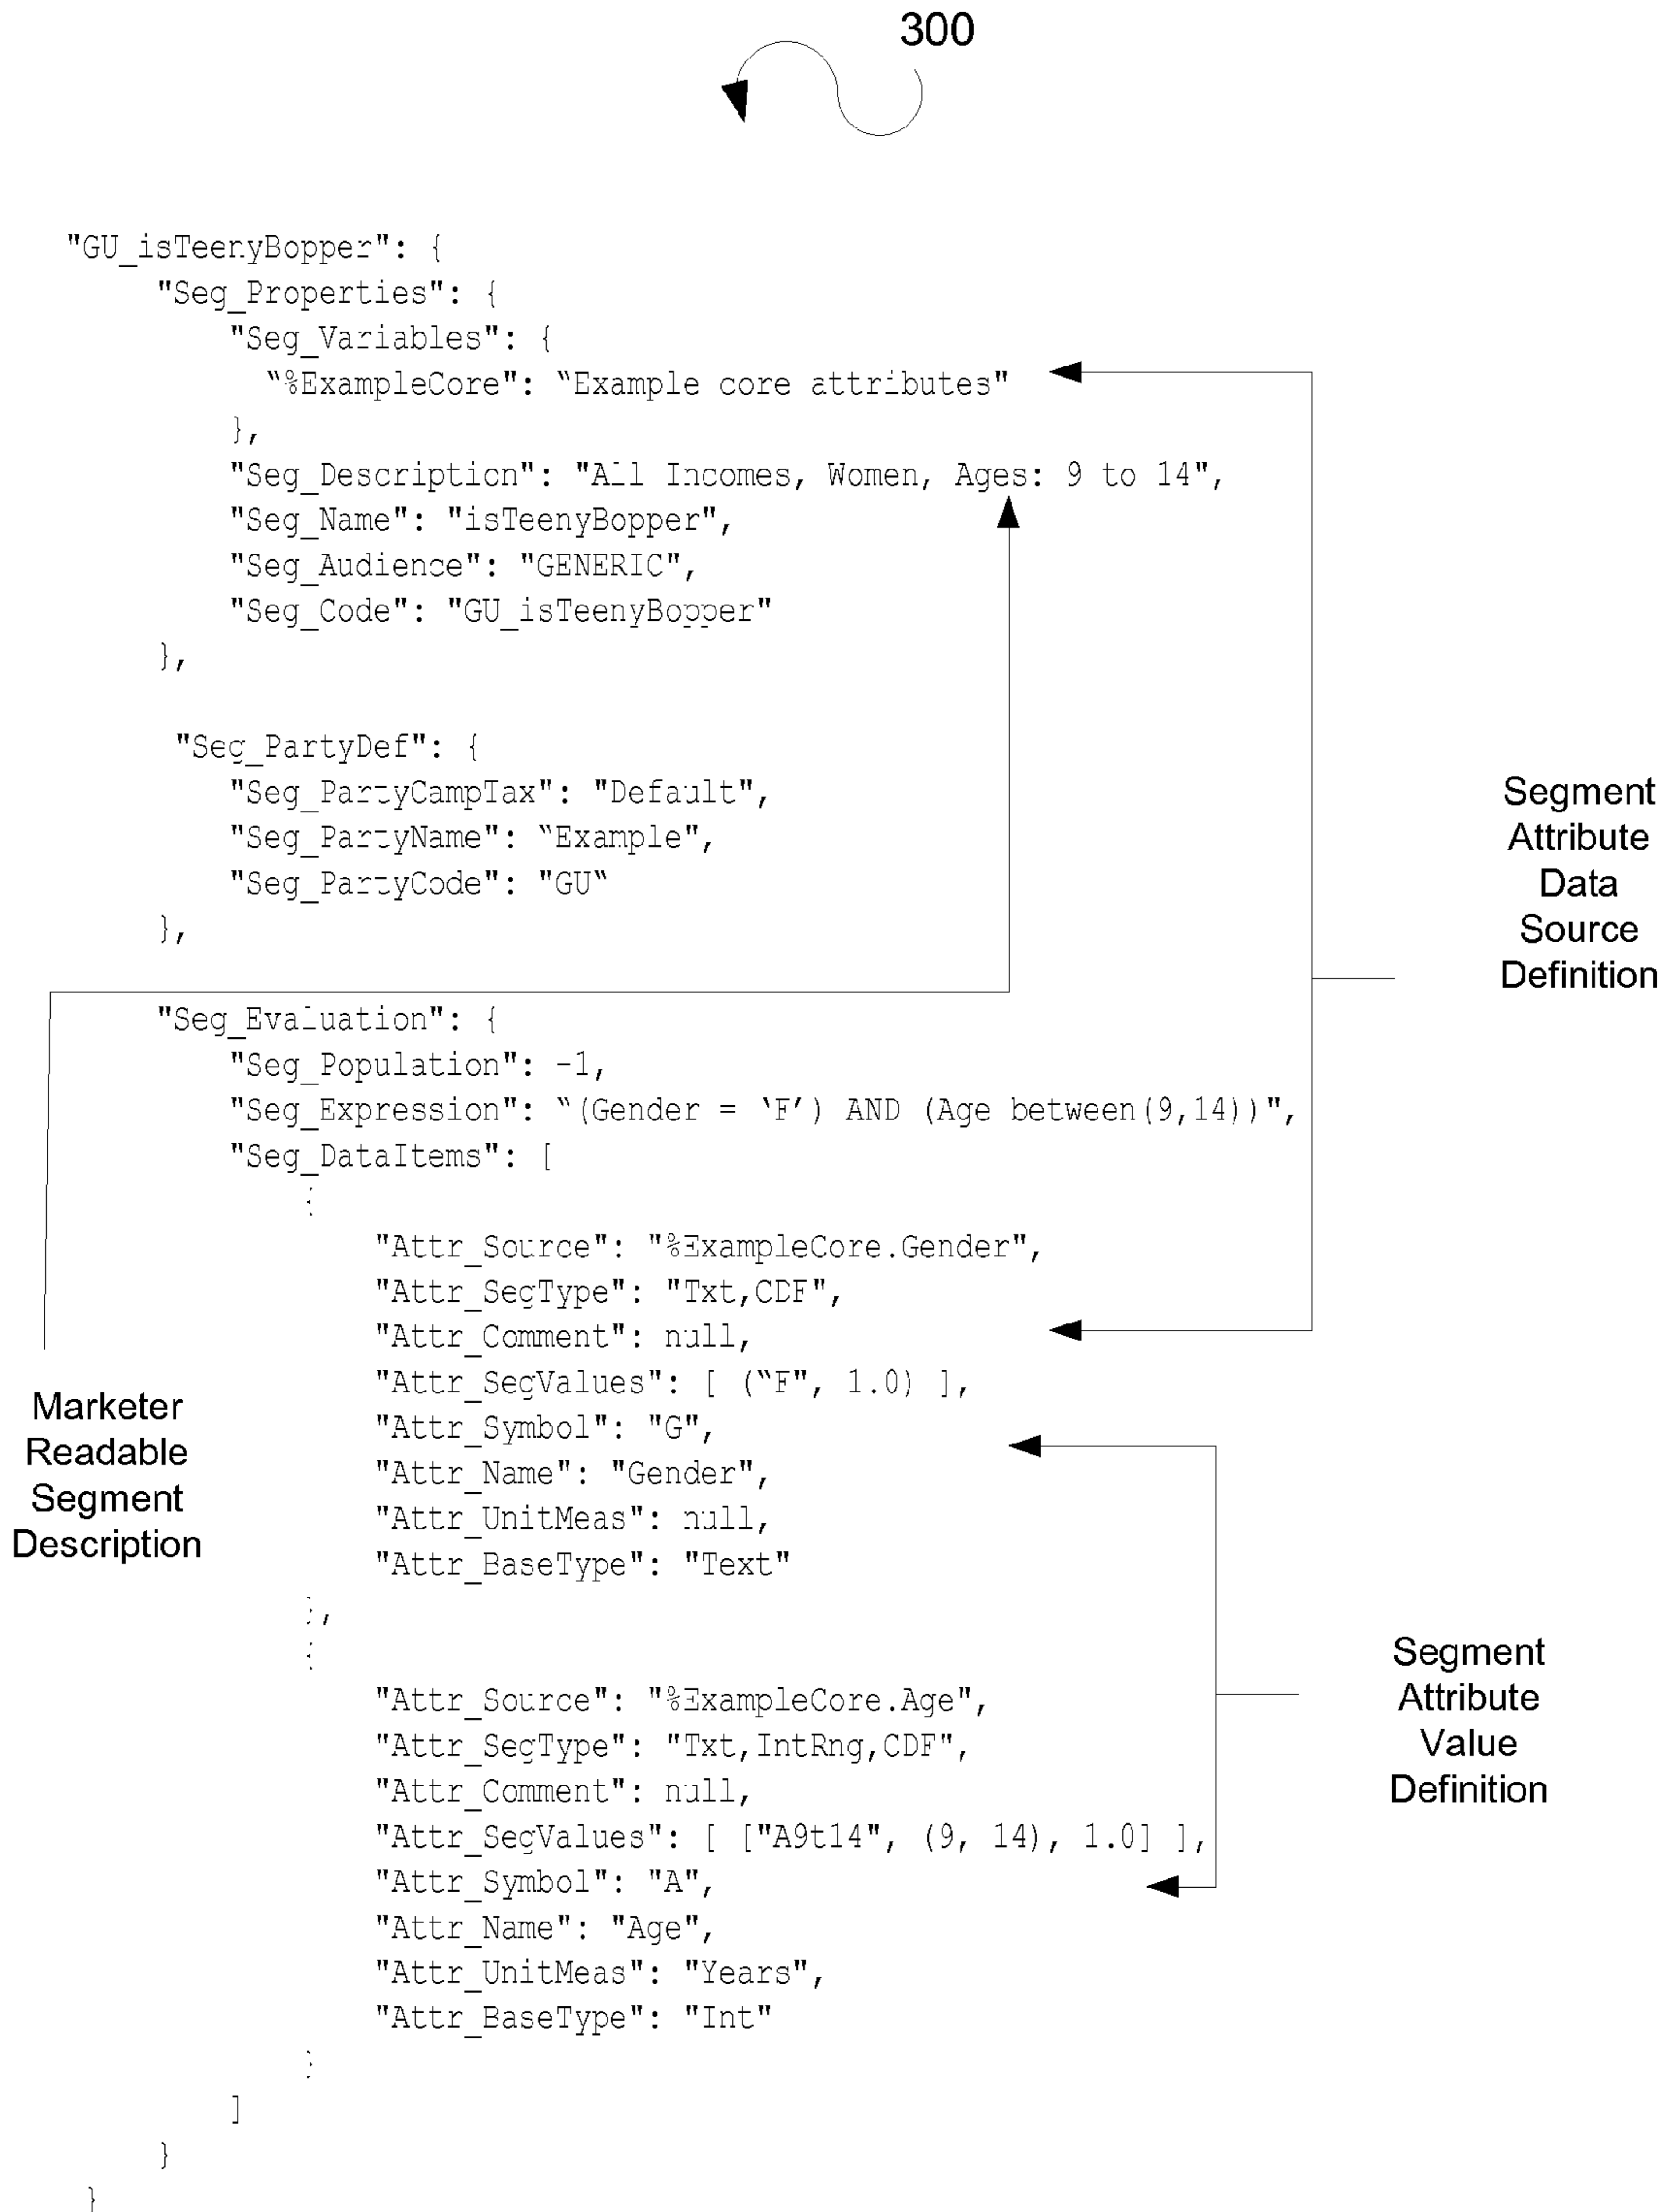 300
"GU_isTeenyBopper": {
"Seg_Properties": {
"Seg_Variables": {
“%ExampleCore": “Example core attributes"
},
"Seg_Description": "All Incomes, Women, Ages: 9 to 14",
"Seg_Name": "isTeenyBopper",
"Seg_Audience": "GENERIC",
"Seg_Code": "GU_isTeenyBopper"
},
"Seg_PartyDef": {
"Seg_PartyCampTax": "Default",
"Seg_PartyName": “Example",
"Seg_PartyCode": "GU“
},
"Seg_Evaluation": {
"Seg_Population": -1,
"Seg_Expression": “(Gender = ‘F’) AND (Age between(9,14))",
"Seg_DataItems": [
{
"Attr_Source": "%ExampleCore.Gender",
"Attr_SegType": "Txt,CDF",
"Attr_Comment": null,
"Attr_SegValues": [ (“F", 1.0) ],
"Attr_Symbol": "G",
"Attr_Name": "Gender",
"Attr_UnitMeas": null,
"Attr_BaseType": "Text"
},
{
"Attr_Source": "%ExampleCore.Age",
"Attr_SegType": "Txt,IntRng,CDF",
"Attr_Comment": null,
"Attr_SegValues": [ ["A9t14", (9, 14), 1.0] ],
"Attr_Symbol": "A",
"Attr_Name": "Age",
"Attr_UnitMeas": "Years",
"Attr_BaseType": "Int"
}
]
}
}
Marketer
Readable
Segment
Description
Segment
Attribute
Data
Source
Definition
Segment
Attribute
Value
Definition